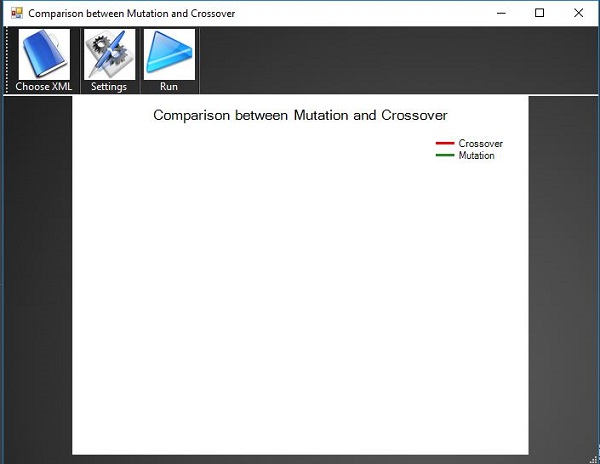 Comparison between Mutation and Crossover
Choose XML
Settings
Run
Comparison between Mutation and Crossover
Crossover
Mutation